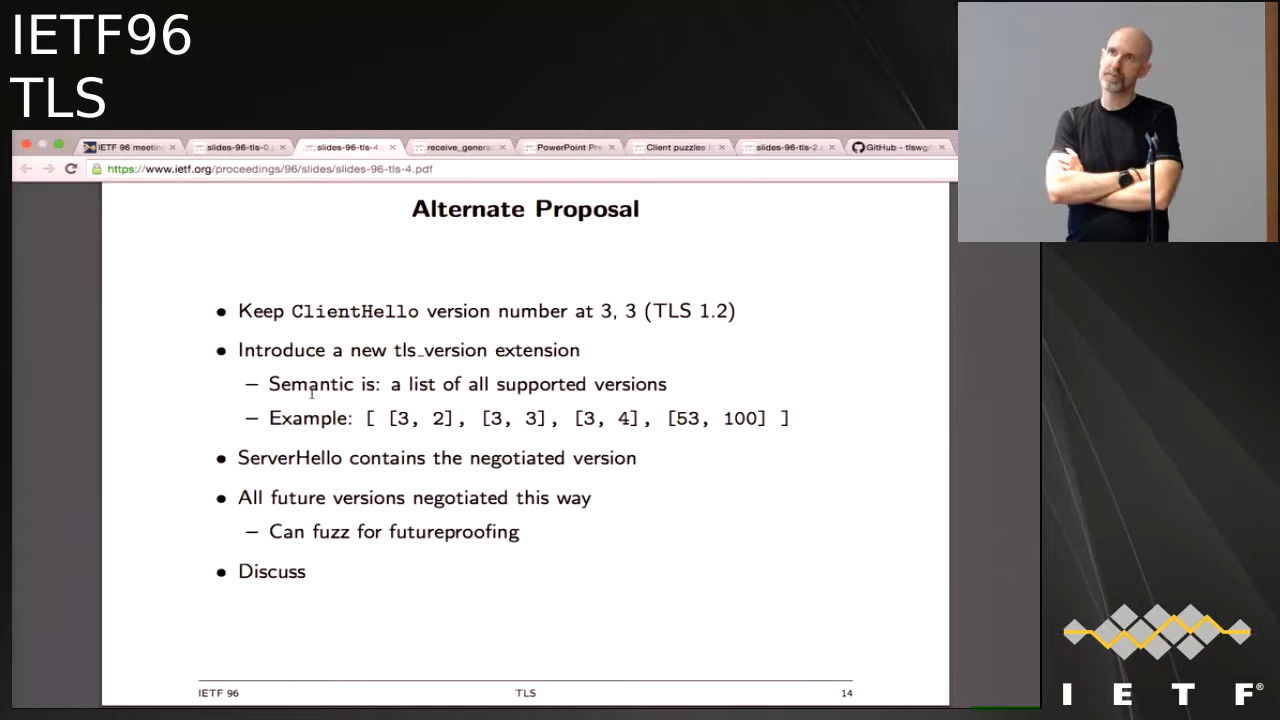 IETF96
TLS
IETF 96 meetin
slides-96-tls-0.
slides-96-tls-4.
receive_genera
PowerPoint Pre
Client puzzles
slides-96-tls-2.
GitHub - tlswg/
https://www.ietf.org/proceedings/96/slides/slides-96-tls-4.pdf
Alternate Proposal
• Keep ClientHello version number at 3, 3 (TLS 1.2)
• Introduce a new tls_version extension
– Semantic is: a list of all supported versions
– Example: [ [3, 2], [3, 3], [3, 4], [53, 100] ]
• ServerHello contains the negotiated version
• All future versions negotiated this way
– Can fuzz for futureproofing
• Discuss
IETF 96 TLS 14
I E T F®